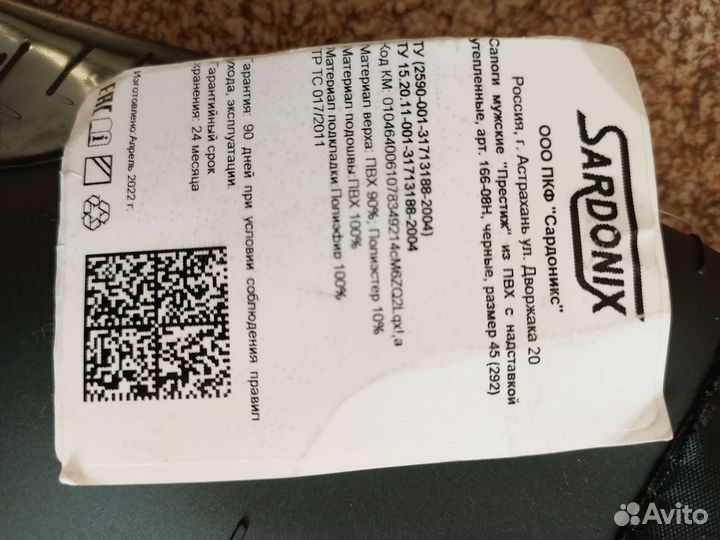 SARDONIX
ООО ПКФ "Сардоникс"
Россия, г. Астрахань ул. Дворжака 20
Сапоги мужские "Престиж" из ПВХ с надставкой
утепленные, арт. 166-08Н, черные, размер 45 (292)
ТУ (2590-001-31713188-2004)
ТУ 15.20.11-001-31713188-2004
Код КМ:
Материал верха: ПВХ 90%; Полиэстер 10%
Материал подошвы:ПВХ 100%
Материал подкладки:Полиэфир 100%
ТР ТС 017/2011
Гарантия: 90 дней при условии соблюдения правил
ухода, эксплуатации.
Гарантийный срок
хранения: 24 месяца
EAC
Изготовлено Апрель 2022 г.
Avito